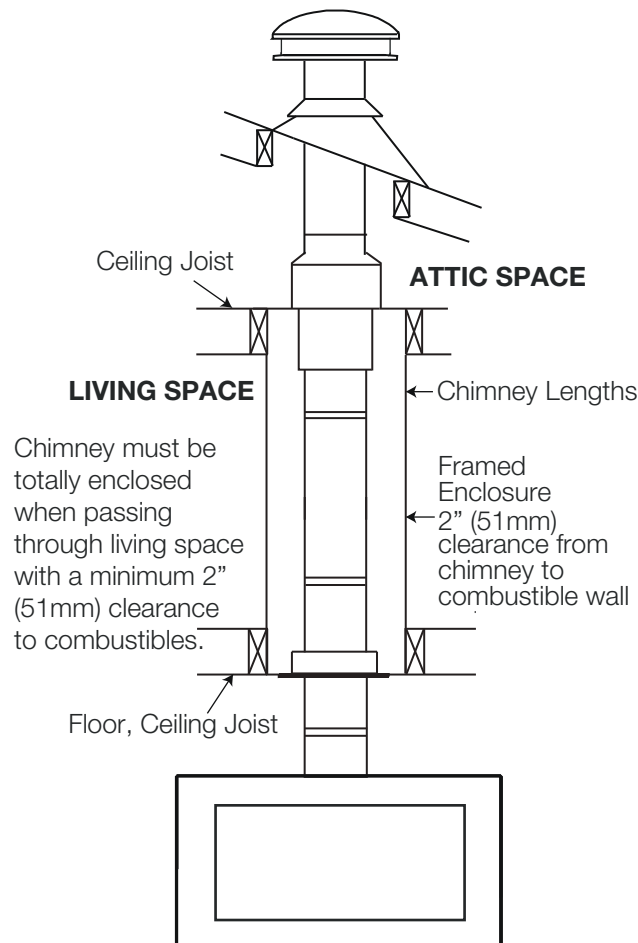 Ceiling Joist
ATTIC SPACE
LIVING SPACE
Chimney Lengths
Chimney must be
totally enclosed
when passing
through living space
with a minimum 2”
(51mm) clearance
to combustibles.
Framed
Enclosure
2” (51mm)
clearance from
chimney to
combustible wall
Floor, Ceiling Joist